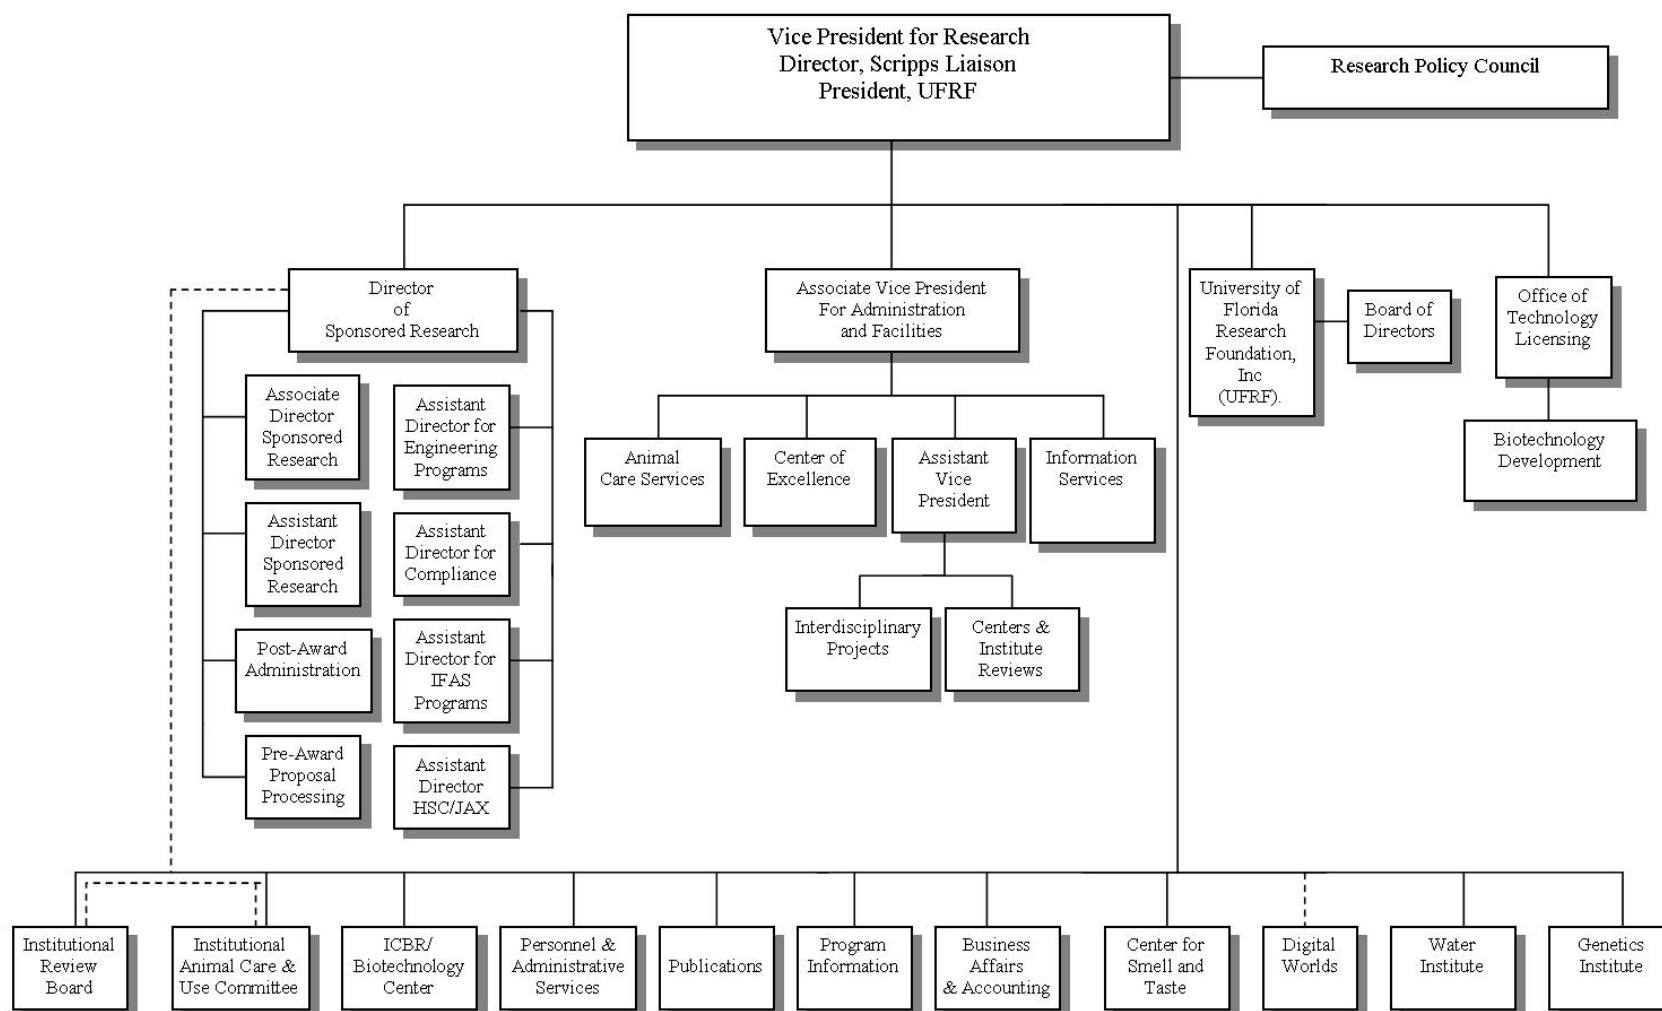 Vice President for Research
Director, Scripps Liaison
President, UFRF
Research Policy Council
Director
of
Sponsored Research
Associate Vice President
For Administration
and Facilities
University of
Florida
Research
Foundation,
Inc
(UFRF).
Board of
Directors
Office of
Technology
Licensing
Associate
Director
Sponsored
Research
Assistant
Director for
Engineering
Programs
Animal
Care Services
Center of
Excellence
Assistant
Vice
President
Information
Services
Biotechnology
Development
Assistant
Director
Sponsored
Research
Assistant
Director for
Compliance
Interdisciplinary
Projects
Centers &
Institute
Reviews
Post-Award
Administration
Assistant
Director for
IFAS
Programs
Pre-Award
Proposal
Processing
Assistant
Director
HSC/JAX
Institutional
Review
Board
Institutional
Animal Care &
Use Committee
ICBR/
Biotechnology
Center
Personnel &
Administrative
Services
Publications
Program
Information
Business
Affairs
& Accounting
Center for
Smell and
Taste
Digital
Worlds
Water
Institute
Genetics
Institute